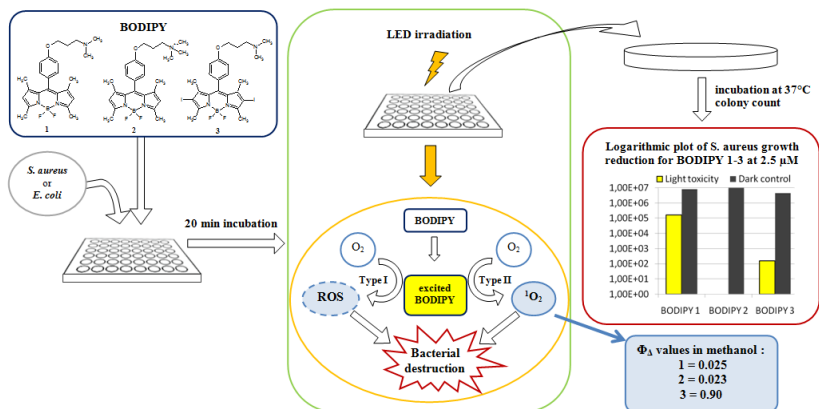 BODIPY
1
2
3
S. aureus
or
E. coli
20 min incubation
LED irradiation
BODIPY
O2
O2
Type I
Type II
excited
BODIPY
ROS
1O2
Bacterial
destruction
incubation at 37°C
colony count
Logarithmic plot of S. aureus growth
reduction for BODIPY 1-3 at 2.5 µM
Light toxicity
Dark control
1,00E+07
1,00E+06
1,00E+05
1,00E+04
1,00E+03
1,00E+02
1,00E+01
1,00E+00
BODIPY 1
BODIPY 2
BODIPY 3
ΦΔ values in methanol :
1 = 0.025
2 = 0.023
3 = 0.90